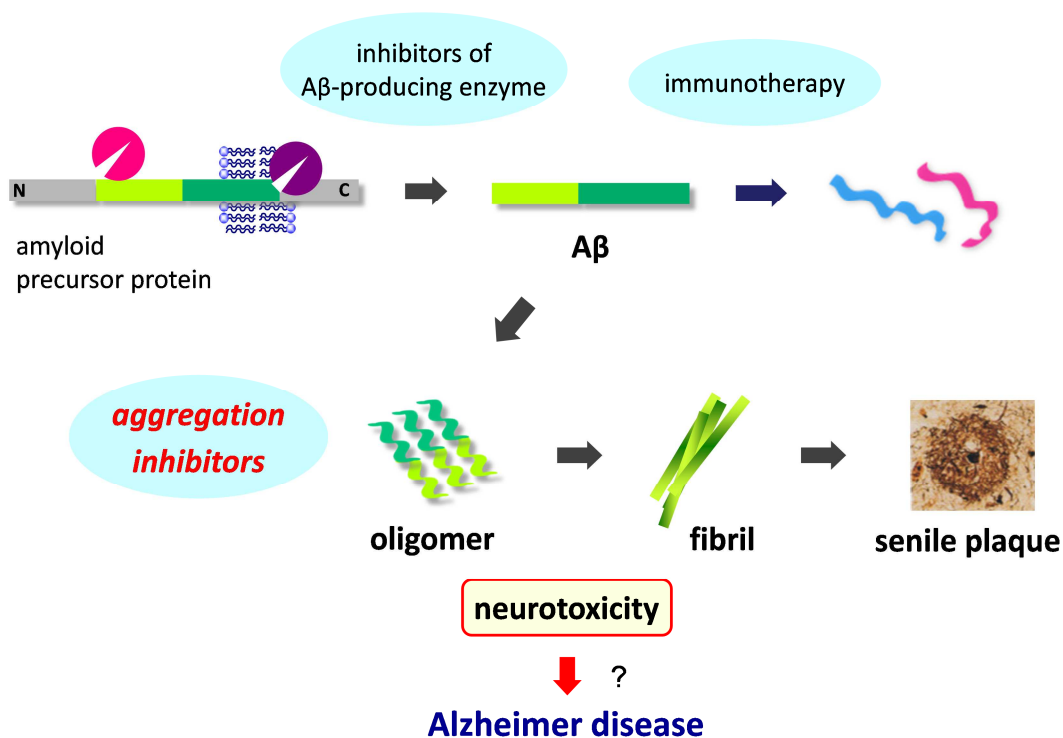 inhibitors of
Aβ-producing enzyme
immunotherapy
N
C
amyloid
precursor protein
Aβ
aggregation
inhibitors
oligomer
fibril
senile plaque
neurotoxicity
?
Alzheimer disease